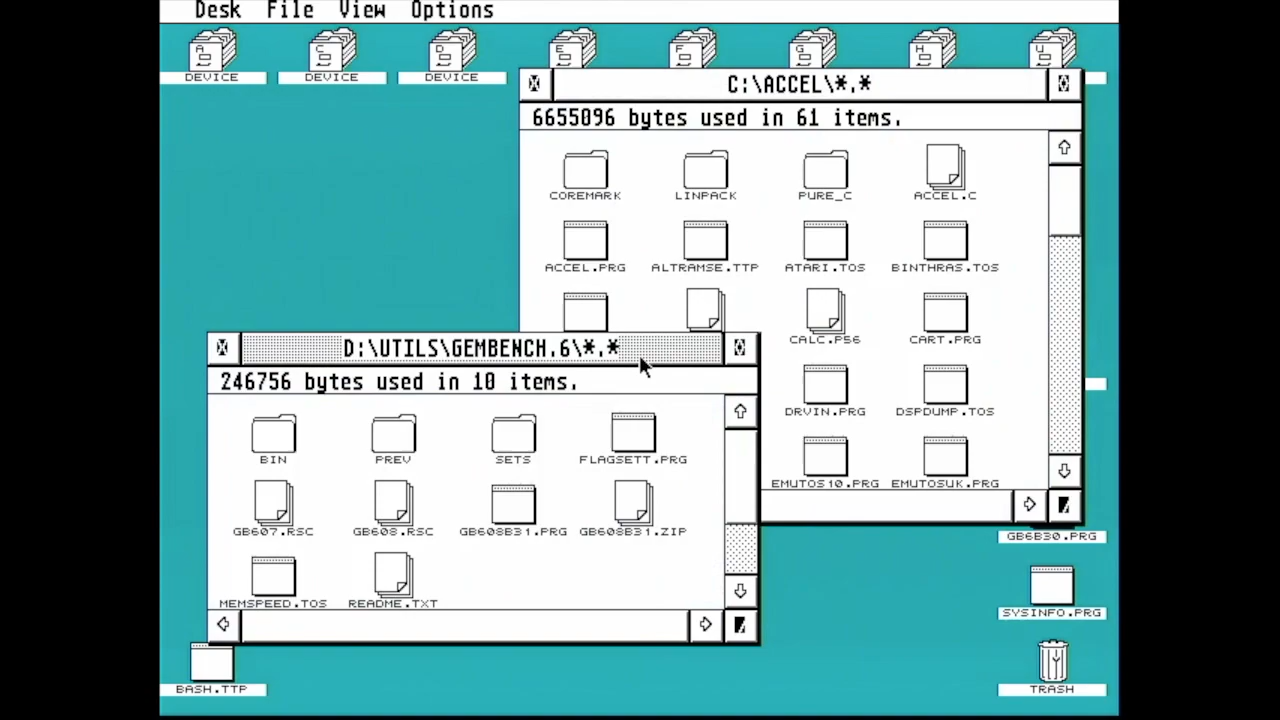 Desk File View Options
A C D E F G H U
DEVICE DEVICE DEVICE
C:\ACCEL\*.*
6655096 bytes used in 61 items.
COREMARK LINPACK PURE_C ACCEL.C
ACCEL.PRG ALTRAMSE.TTP ATARI.TOS BINTHRAS.TOS
CALC.P56 CART.PRG
DRVIN.PRG DSPDUMP.TOS
EMUTOS10.PRG EMUTOSUK.PRG
D:\UTILS\GEMBENCH.6\*.*
246756 bytes used in 10 items.
BIN PREV SETS FLAGSETT.PRG
GB607.RSC GB608.RSC GB608B31.PRG GB608B31.ZIP
MEMSPEED.TOS README.TXT
GB6B30.PRG
SYSINFO.PRG
BASH.TTP TRASH